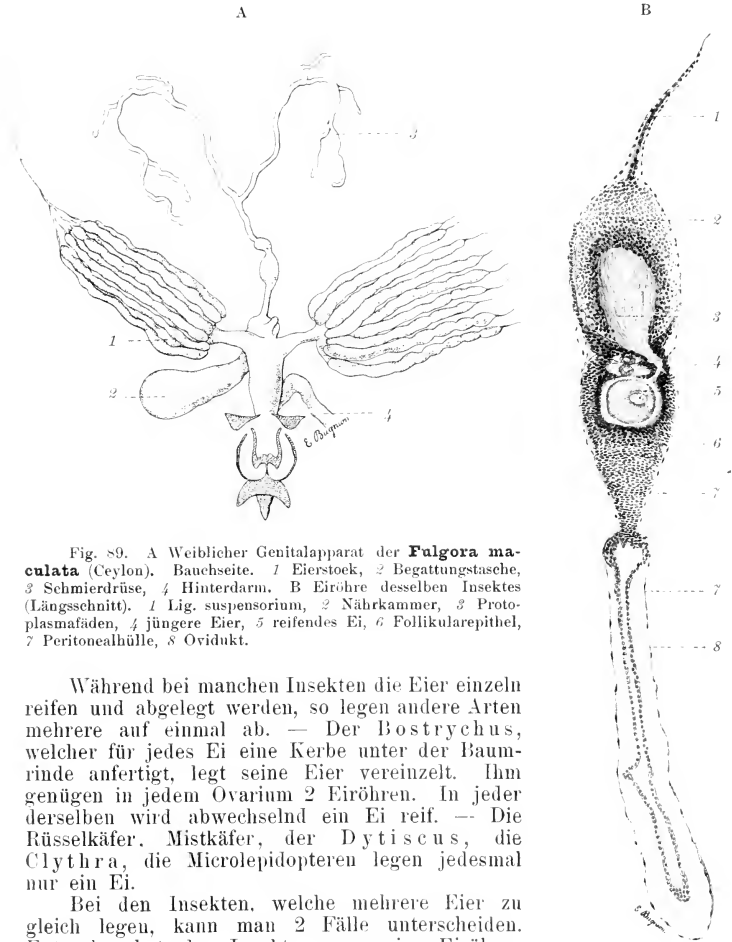 A
B
1
2
3
4
E. Bugnion
1
2
3
4
5
6
7
7
8
E. Bugnion
Fig. 89. A Weiblicher Genitalapparat der Fulgora ma-
culata (Ceylon). Bauchseite. 1 Eierstock, 2 Begattungstasche,
3 Schmierdrüse, 4 Hinterdarm. B Eiröhre desselben Insektes
(Längsschnitt). 1 Lig. suspensorium, 2 Nährkammer, 3 Proto-
plasmafäden, 4 jüngere Eier, 5 reifendes Ei, 6 Follikularepithel,
7 Peritonealhülle, 8 Ovidukt.
Während bei manchen Insekten die Eier einzeln
reifen und abgelegt werden, so legen andere Arten
mehrere auf einmal ab. — Der Bostrychus,
welcher für jedes Ei eine Kerbe unter der Baum-
rinde anfertigt, legt seine Eier vereinzelt. Ihm
genügen in jedem Ovarium 2 Eiröhren. In jeder
derselben wird abwechselnd ein Ei reif. — Die
Rüsselkäfer, Mistkäfer, der Dytiscus, die
Clythra, die Microlepidopteren legen jedesmal
nur ein Ei.
Bei den Insekten, welche mehrere Eier zu
gleich legen, kann man 2 Fälle unterscheiden.